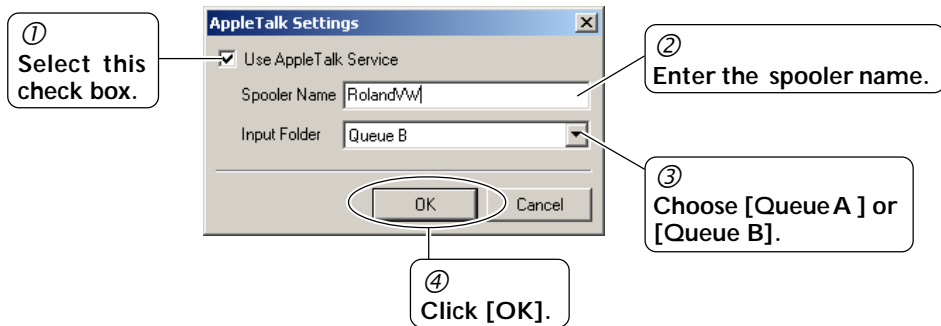 AppleTalk Settings
①
Select this
check box.
Use AppleTalk Service
②
Enter the spooler name.
Spooler Name RolandVW
Input Folder Queue B
③
Choose [Queue A ] or
[Queue B].
OK Cancel
④
Click [OK].